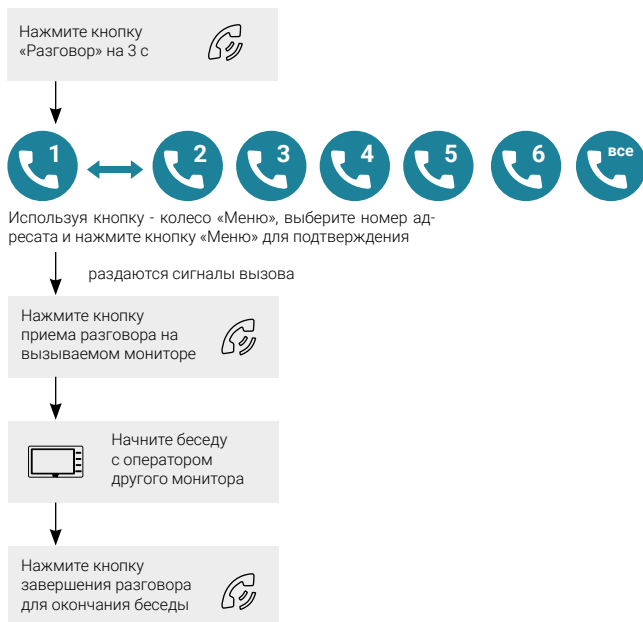 Нажмите кнопку
«Разговор» на 3 с
1 2 3 4 5 6 все
Используя кнопку - колесо «Меню», выберите номер ад-
ресата и нажмите кнопку «Меню» для подтверждения
раздаются сигналы вызова
Нажмите кнопку
приема разговора на
вызываемом мониторе
Начните беседу
с оператором
другого монитора
Нажмите кнопку
завершения разговора
для окончания беседы